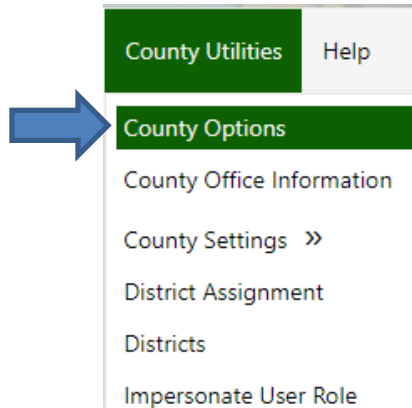 County Utilities Help
County Options
County Office Information
County Settings »
District Assignment
Districts
Impersonate User Role